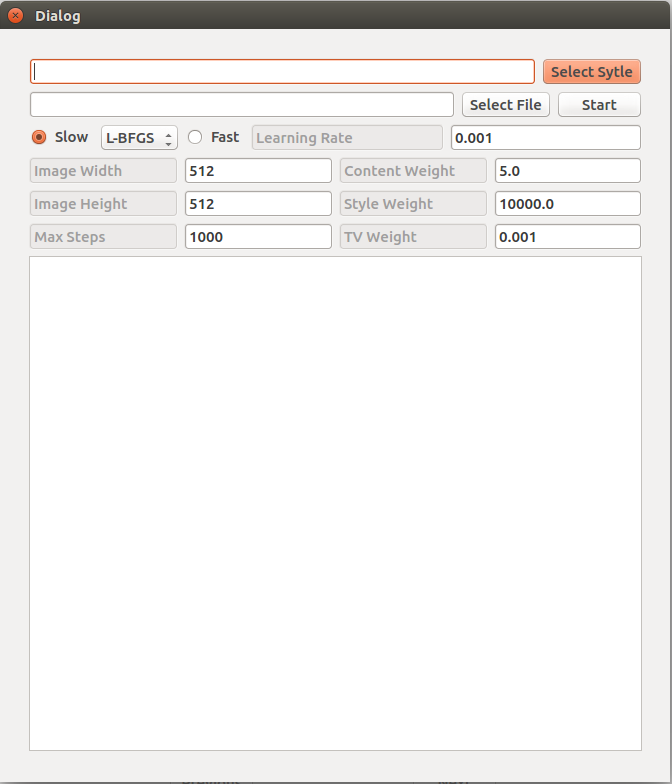 Dialog
Select Sytle
Select File Start
Slow L-BFGS Fast Learning Rate 0.001
Image Width 512 Content Weight 5.0
Image Height 512 Style Weight 10000.0
Max Steps 1000 TV Weight 0.001